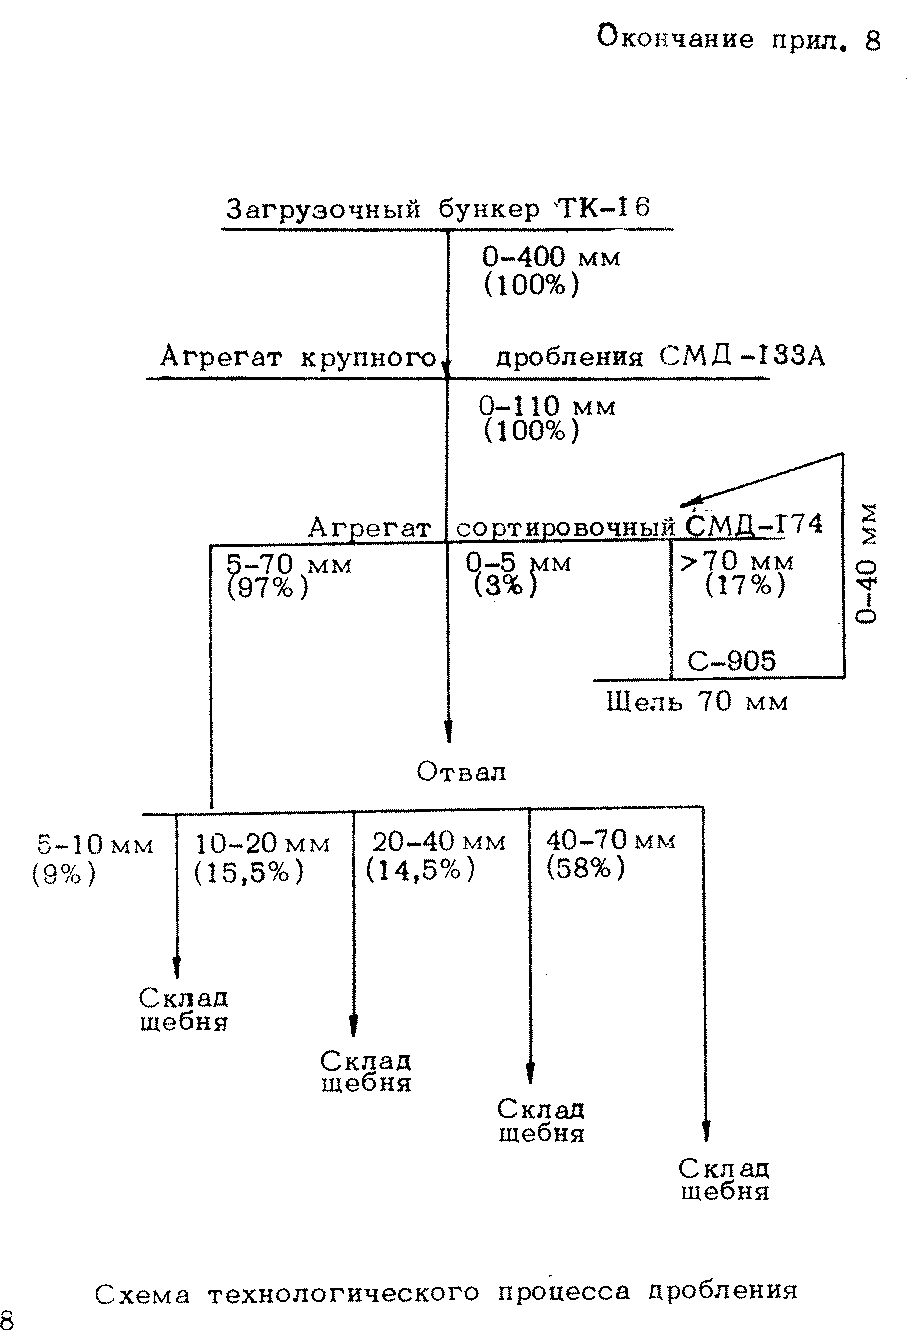 Окончание прил. 8
Загрузочный бункер ТК-16
0-400 мм
(100%)
Агрегат крупного дробления СМД-133А
0-110 мм
(100%)
Агрегат сортировочный СМД-174
5-70 мм
(97%)
0-5 мм
(3%)
>70 мм
(17%)
0-40 мм
С-905
Щель 70 мм
Отвал
5-10 мм
(9%)
10-20 мм
(15,5%)
20-40 мм
(14,5%)
40-70 мм
(58%)
Склад
щебня
Склад
щебня
Склад
щебня
Склад
щебня
Схема технологического процесса дробления
8